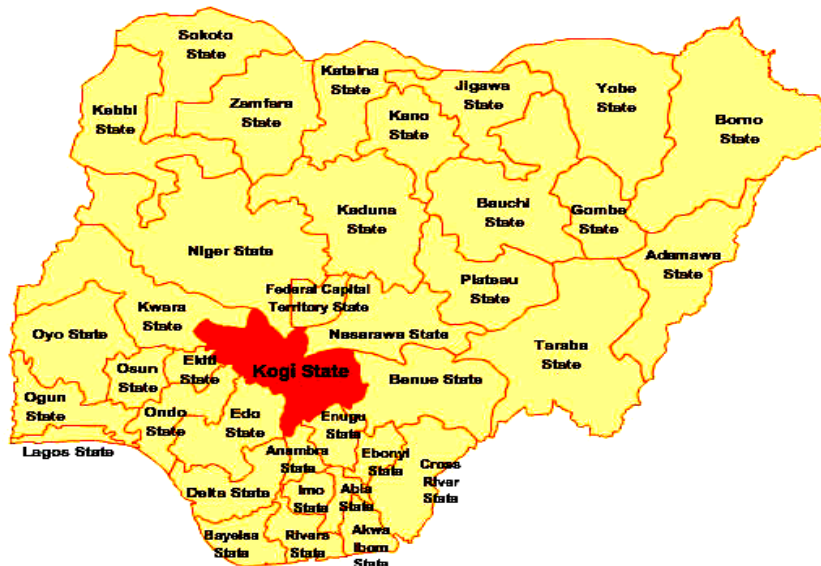 Sokoto
State
Kebbi
State
Zamfara
State
Katsina
State
Kano
State
Jigawa
State
Yobe
State
Borno
State
Niger State
Kaduna
State
Bauchi
State
Gombe
State
Adamawa
State
Plateau
State
Federal Capital
Territory State
Nasarawa State
Taraba
State
Kwara
State
Oyo State
Kogi State
Benue State
Osun
State
Ekiti
State
Ogun
State
Ondo
State
Edo
State
Enugu
State
Lagos State
Anambra
State
Ebonyi
State
Cross
River
State
Delta State
Imo
State
Abia
State
Bayelsa
State
Rivers
State
Akwa
Ibom
State